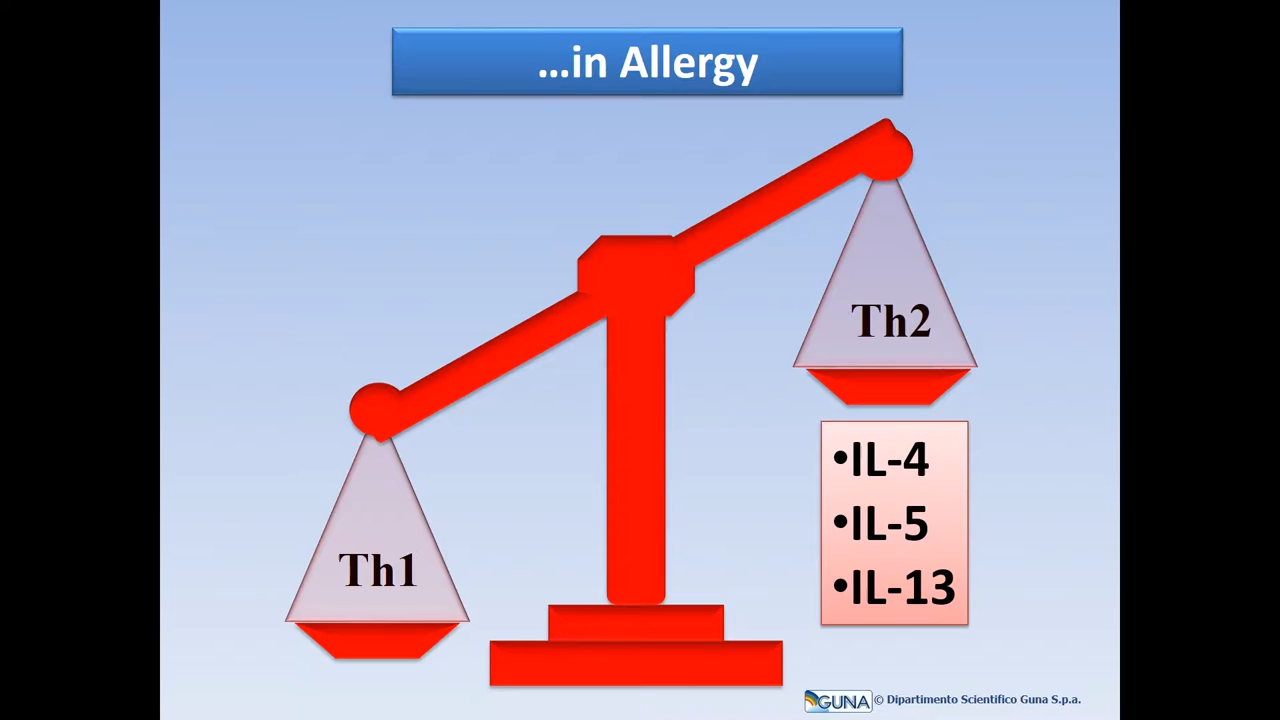 ...in Allergy
Th2
Th1
•IL-4
•IL-5
•IL-13
GUNA © Dipartimento Scientifico Guna S.p.a.